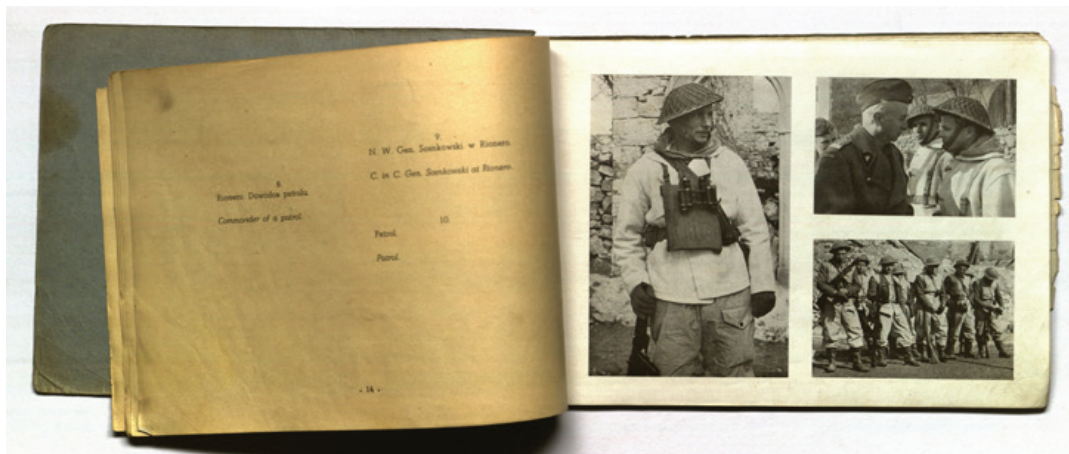 8.
Rionero. Dowódca patrolu.
Commander of a patrol.
9.
N. W. Gen. Sosnkowski w Rionero.
C. in C. Gen. Sosnkowski at Rionero.
10.
Patrol.
Patrol.
- 14 -